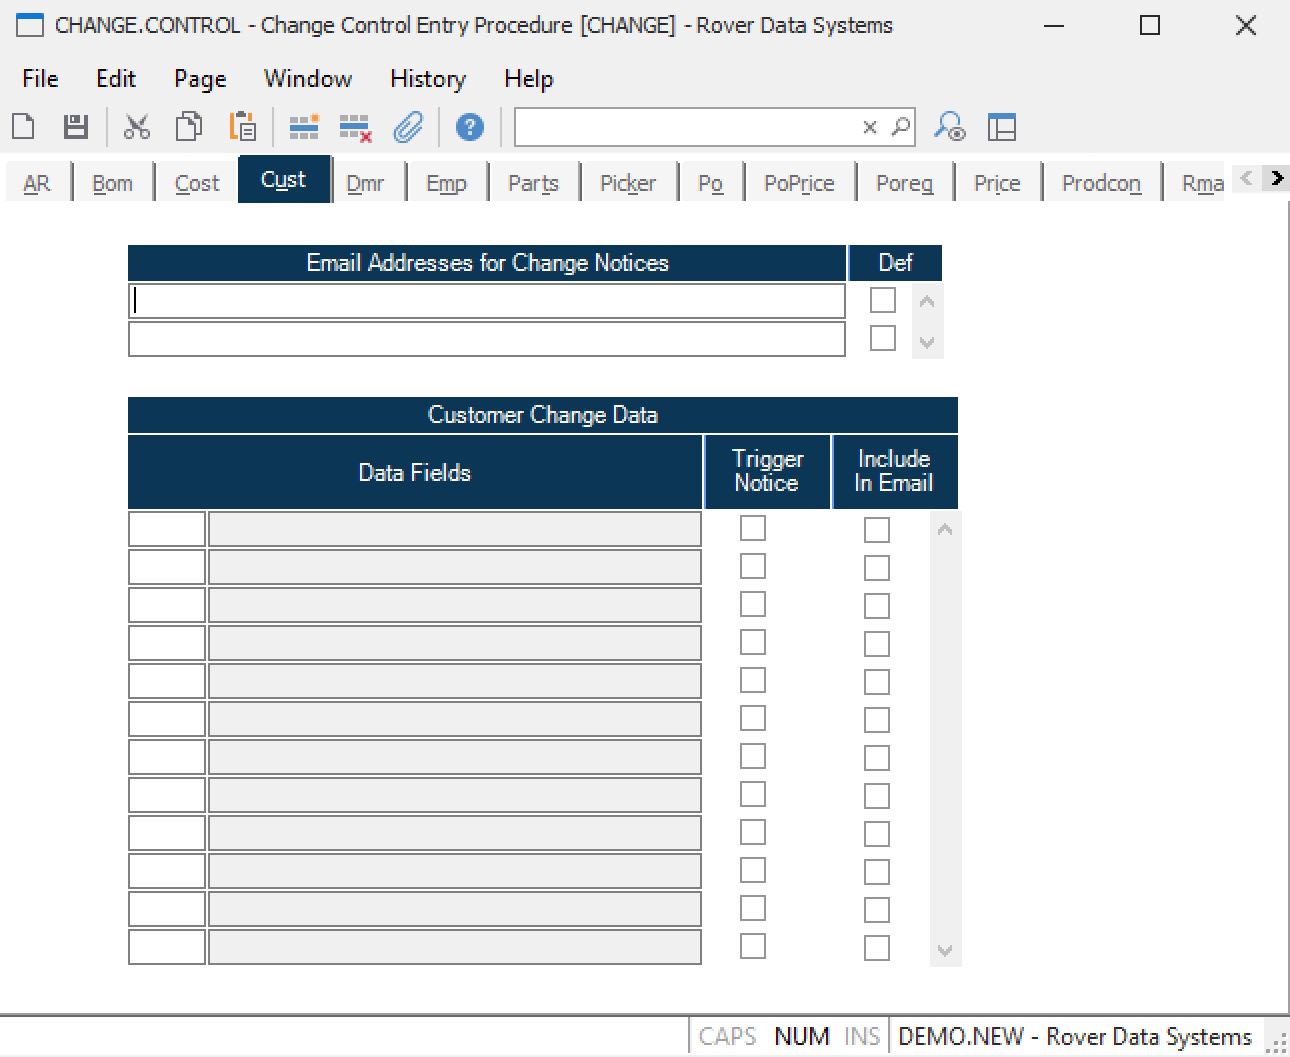 CHANGE.CONTROL - Change Control Entry Procedure [CHANGE] - Rover Data Systems
File Edit Page Window History Help
AR Bom Cost Cust Dmr Emp Parts Picker Po PoPrice Poreg Price Prodcon Rma
Email Addresses for Change Notices Def
Customer Change Data
Data Fields Trigger Notice Include In Email
CAPS NUM INS DEMO.NEW - Rover Data Systems